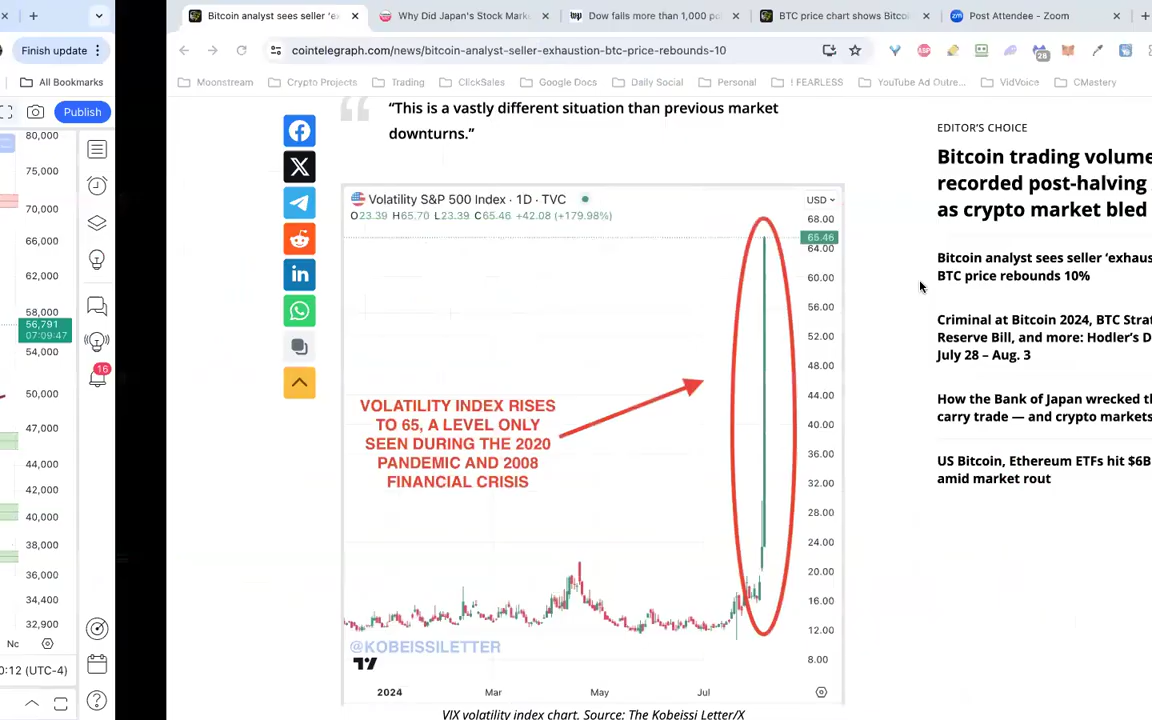 Bitcoin analyst sees seller 'ex
Why Did Japan's Stock Mark
Dow falls more than 1,000 po
BTC price chart shows Bitcoi
Post Attendee - Zoom
Finish update
cointelegraph.com/news/bitcoin-analyst-seller-exhaustion-btc-price-rebounds-10
28
All Bookmarks
Moonstream
Crypto Projects
Trading
ClickSales
Google Docs
Daily Social
Personal
! FEARLESS
YouTube Ad Outre...
VidVoice
CMastery
Publish
80,000
75,000
70,000
66,000
62,000
58,000
56,791
07:09:47
54,000
50,000
47,000
44,000
42,000
40,000
38,000
36,000
34,400
32,900
16
0:12 (UTC-4)
"This is a vastly different situation than previous market
downturns."
Volatility S&P 500 Index · 1D · TVC
USD
O23.39 H65.70 L23.39 C65.46 +42.08 (+179.98%)
68.00
65.46
64.00
60.00
56.00
52.00
48.00
44.00
40.00
36.00
32.00
28.00
24.00
20.00
16.00
12.00
8.00
VOLATILITY INDEX RISES
TO 65, A LEVEL ONLY
SEEN DURING THE 2020
PANDEMIC AND 2008
FINANCIAL CRISIS
@KOBEISSILETTER
2024
Mar
May
Jul
VIX volatility index chart. Source: The Kobeissi Letter/X
EDITOR'S CHOICE
Bitcoin trading volume
recorded post-halving
as crypto market bled
Bitcoin analyst sees seller 'exhaus
BTC price rebounds 10%
Criminal at Bitcoin 2024, BTC Strat
Reserve Bill, and more: Hodler's D
July 28 – Aug. 3
How the Bank of Japan wrecked th
carry trade — and crypto markets
US Bitcoin, Ethereum ETFs hit $6B
amid market rout